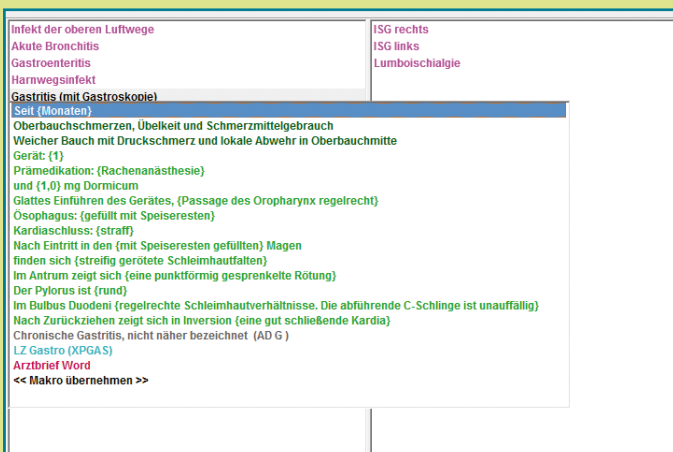 Infekt der oberen Luftwege
Akute Bronchitis
Gastroenteritis
Harnwegsinfekt
Gastritis (mit Gastroskopie)
ISG rechts
ISG links
Lumboischialgie
Seit {Monaten}
Oberbauchschmerzen, Übelkeit und Schmerzmittelgebrauch
Weicher Bauch mit Druckschmerz und lokale Abwehr in Oberbauchmitte
Gerät: {1}
Prämedikation: {Rachenanästhesie}
und {1,0} mg Dormicum
Glattes Einführen des Gerätes, {Passage des Oropharynx regelrecht}
Ösophagus: {gefüllt mit Speiseresten}
Kardiaschluss: {straff}
Nach Eintritt in den {mit Speiseresten gefüllten} Magen
finden sich {streifig gerötete Schleimhautfalten}
Im Antrum zeigt sich {eine punktförmig gesprenkelte Rötung}
Der Pylorus ist {rund}
Im Bulbus Duodeni {regelrechte Schleimhautverhältnisse. Die abführende C-Schlinge ist unauffällig}
Nach Zurückziehen zeigt sich in Inversion {eine gut schließende Kardia}
Chronische Gastritis, nicht näher bezeichnet (AD G )
LZ Gastro (XPGAS)
Arztbrief Word
<< Makro übernehmen >>